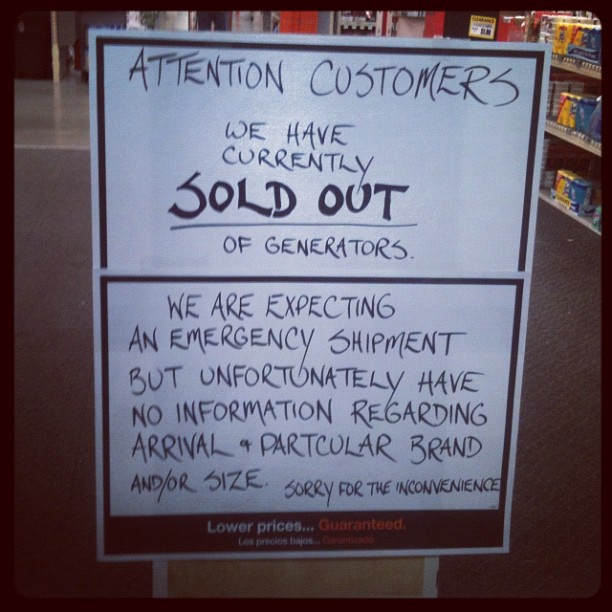 ATTENTION CUSTOMERS
WE HAVE
CURRENTLY
SOLD OUT
OF GENERATORS.
WE ARE EXPECTING
AN EMERGENCY SHIPMENT
BUT UNFORTUNATELY HAVE
NO INFORMATION REGARDING
ARRIVAL & PARTCULAR BRAND
AND/OR SIZE. SORRY FOR THE INCONVENIENCE
Lower prices... Guaranteed.
Los precios bajos... Garantizado.
CLEARANCE